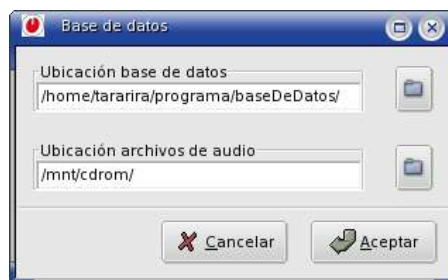 Base de datos
Ubicación base de datos
/home/tararira/programa/baseDeDatos/
Ubicación archivos de audio
/mnt/cdrom/
Cancelar Aceptar